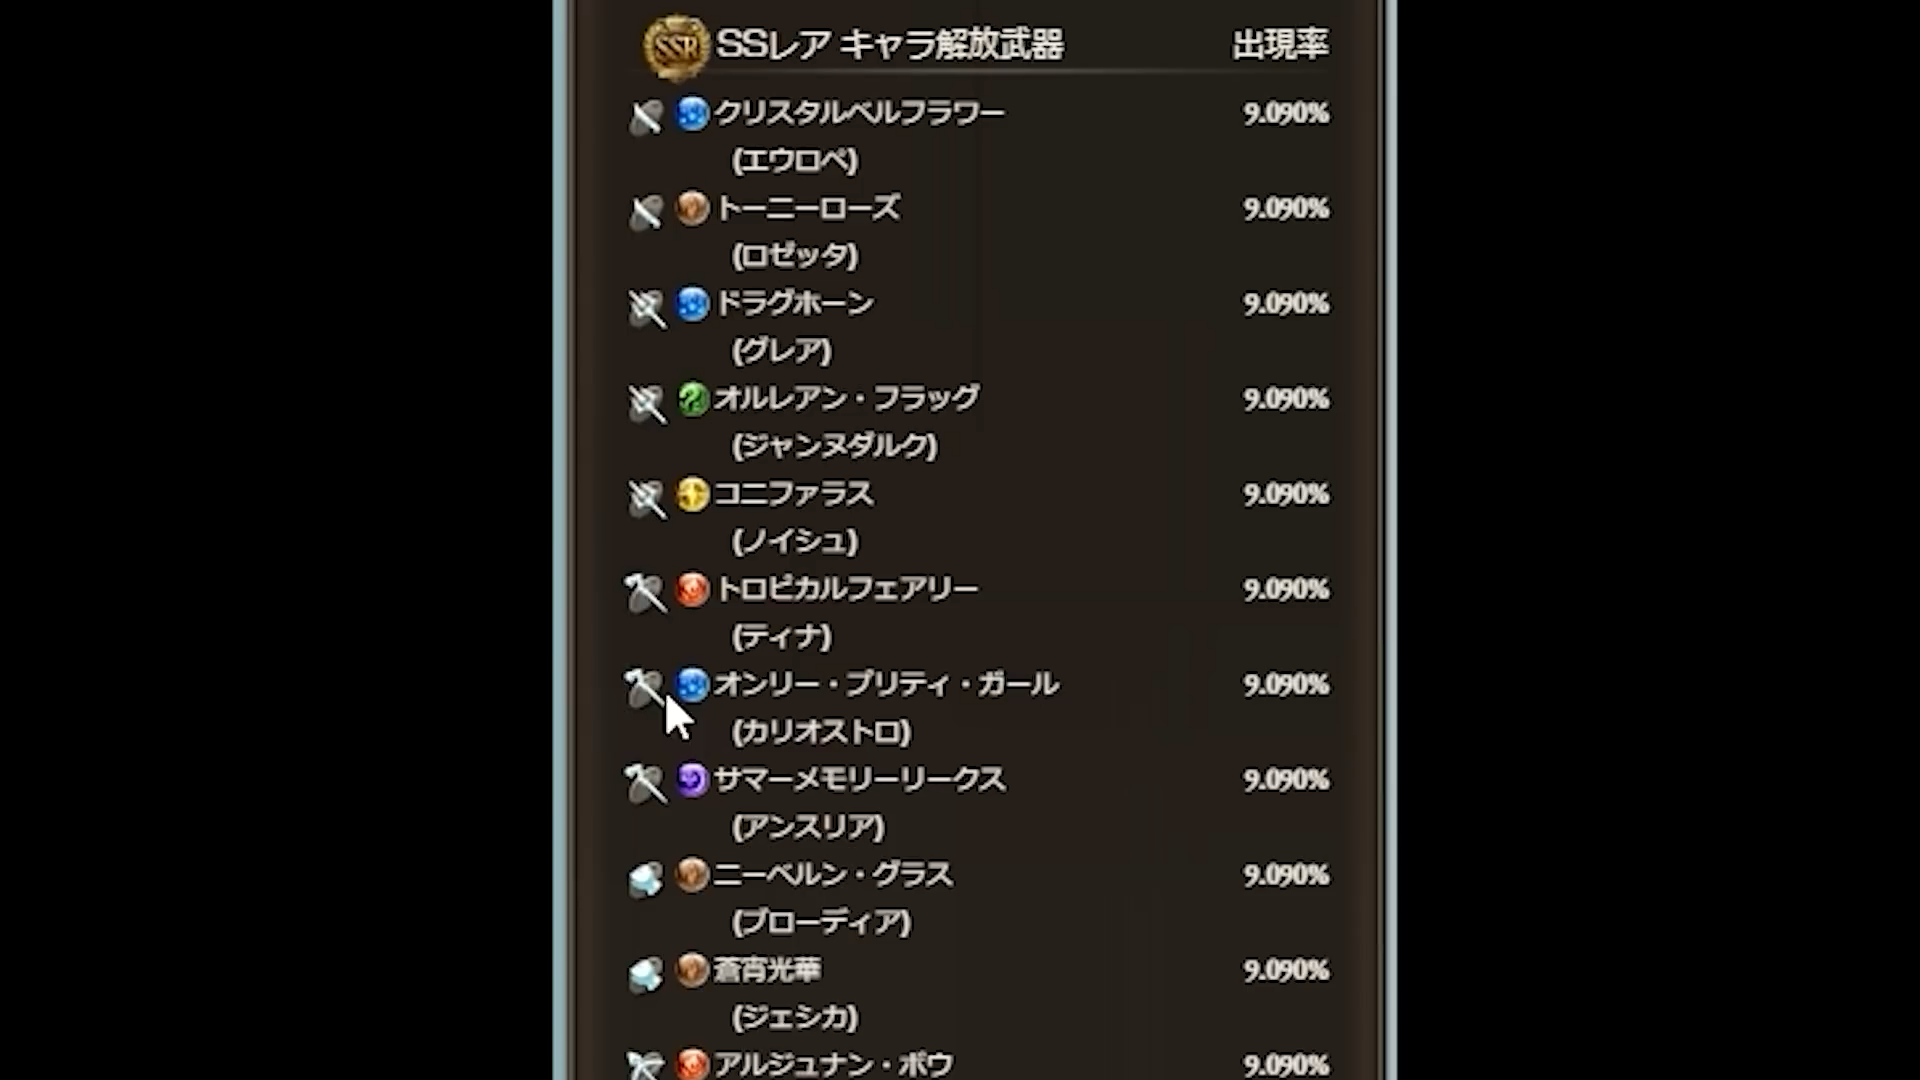 SSR SSレア キャラ解放武器 出現率
クリスタルベルフラワー 9.090%
(エウロペ)
トーニーローズ 9.090%
(ロゼッタ)
ドラグホーン 9.090%
(グレア)
オルレアン・フラッグ 9.090%
(ジャンヌダルク)
コニファラス 9.090%
(ノイシュ)
トロピカルフェアリー 9.090%
(ティナ)
オンリー・プリティ・ガール 9.090%
(カリオストロ)
サマーメモリーリークス 9.090%
(アンスリア)
ニーベルン・グラス 9.090%
(ブローディア)
蒼宵光華 9.090%
(ジェシカ)
アルジュナン・ボウ 9.090%